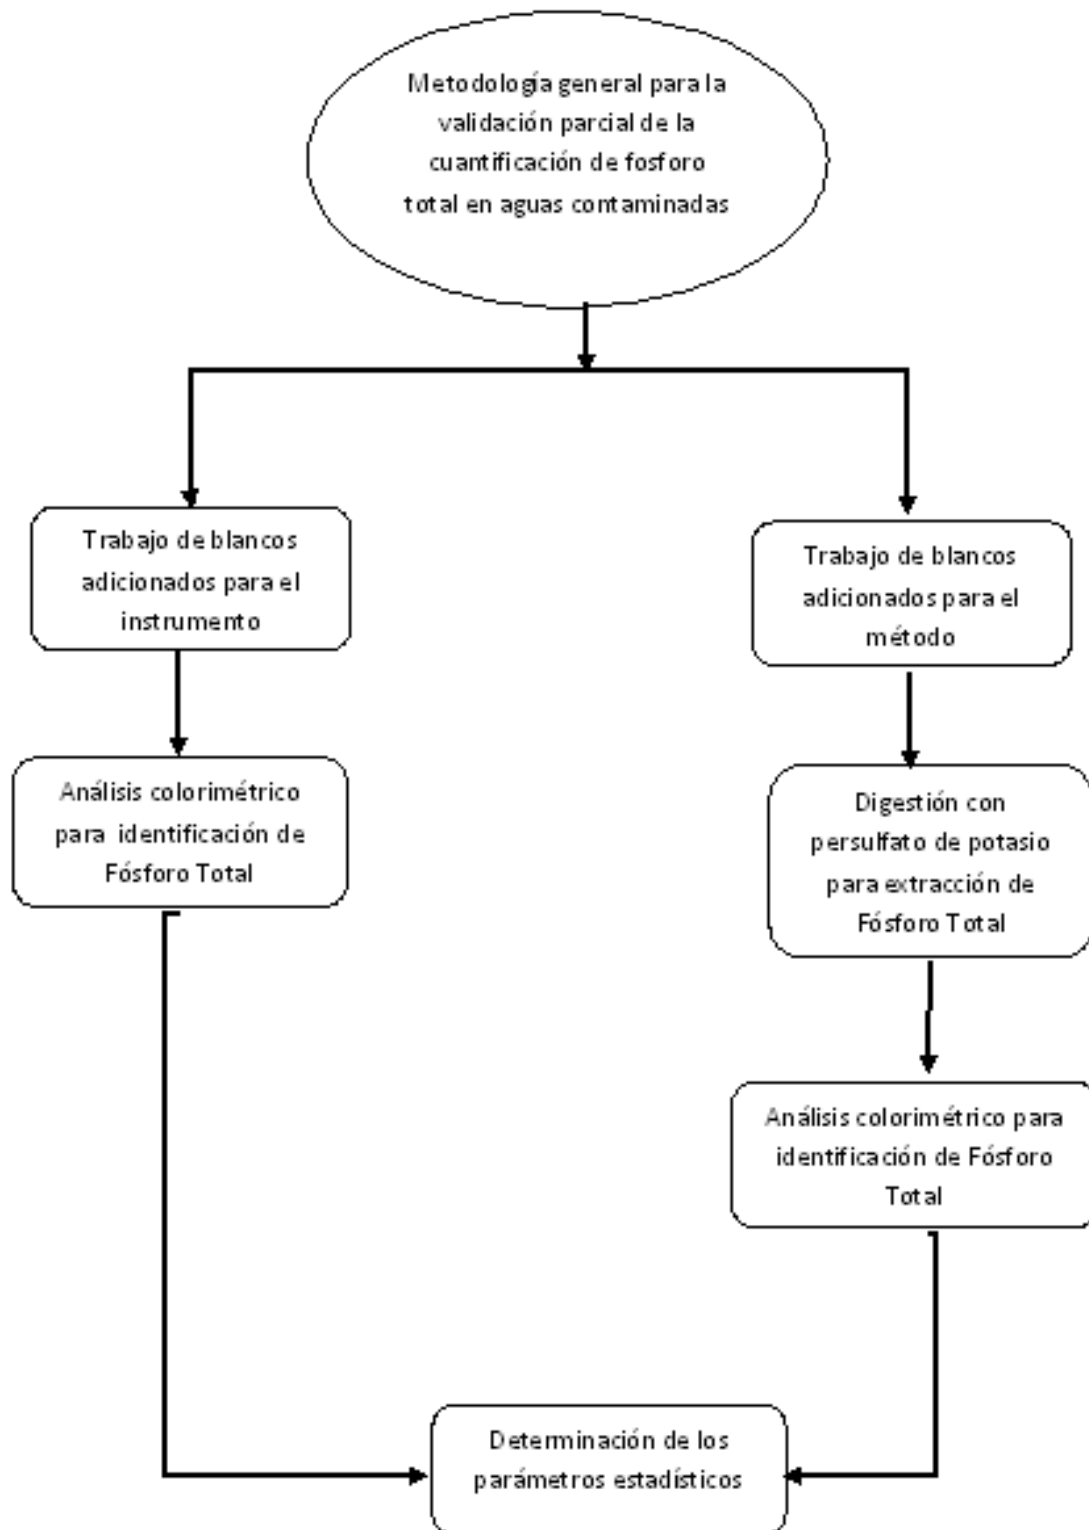 Metodología general para la
validación parcial de la
cuantificación de fosforo
total en aguas contaminadas
Trabajo de blancos
adicionados para el
instrumento
Trabajo de blancos
adicionados para el
método
Análisis colorimétrico
para identificación de
Fósforo Total
Digestión con
persulfato de potasio
para extracción de
Fósforo Total
Análisis colorimétrico para
identificación de Fósforo
Total
Determinación de los
parámetros estadísticos